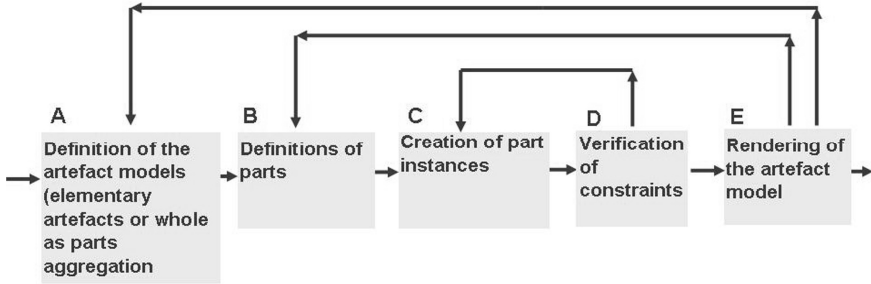 A
Definition of the
artefact models
(elementary
artefacts or whole
as parts
aggregation
B
Definitions of
parts
C
Creation of part
instances
D
Verification
of
constraints
E
Rendering of
the artefact
model